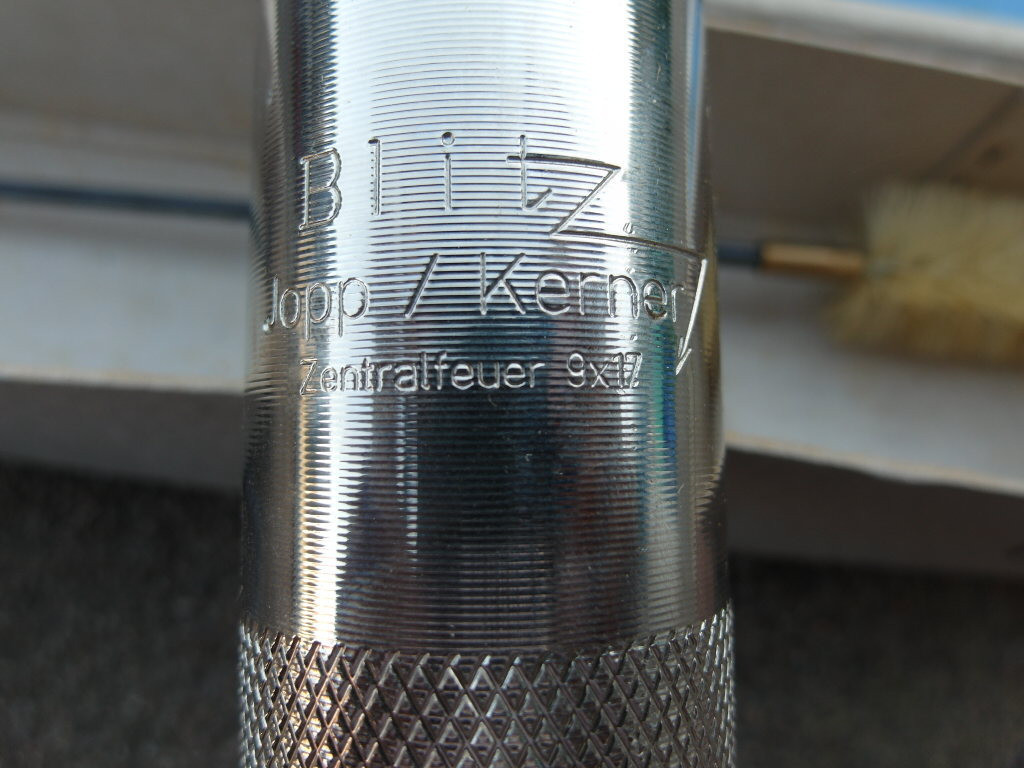 Blitz
Jopp / Kerner
Zentralfeuer 9x17